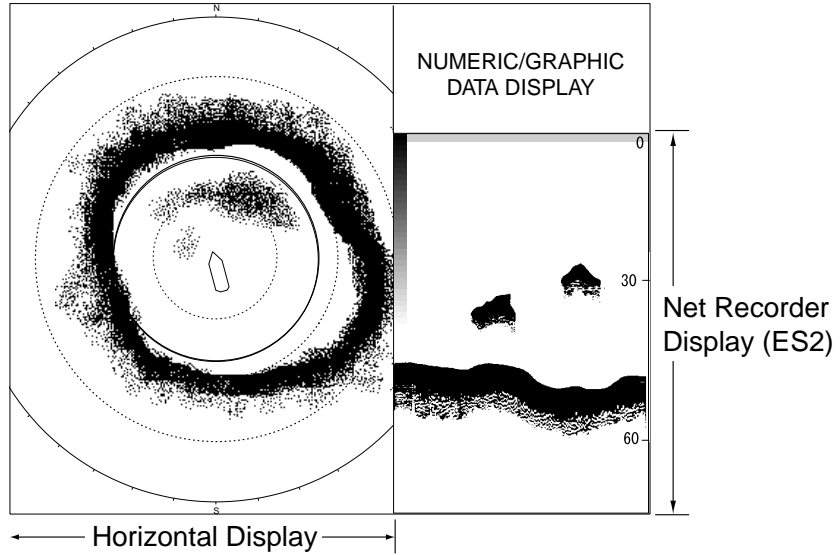 N
NUMERIC/GRAPHIC
DATA DISPLAY
0
30
Net Recorder
Display (ES2)
60
S
Horizontal Display